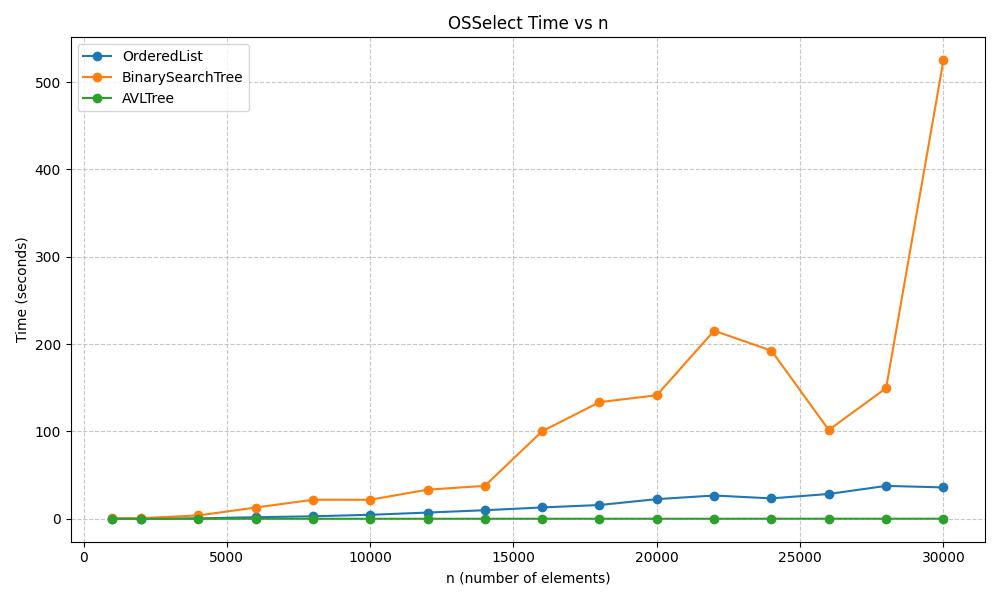 OSSelect Time vs n
OrderedList
BinarySearchTree
AVLTree
Time (seconds)
500
400
300
200
100
0
0 5000 10000 15000 20000 25000 30000
n (number of elements)